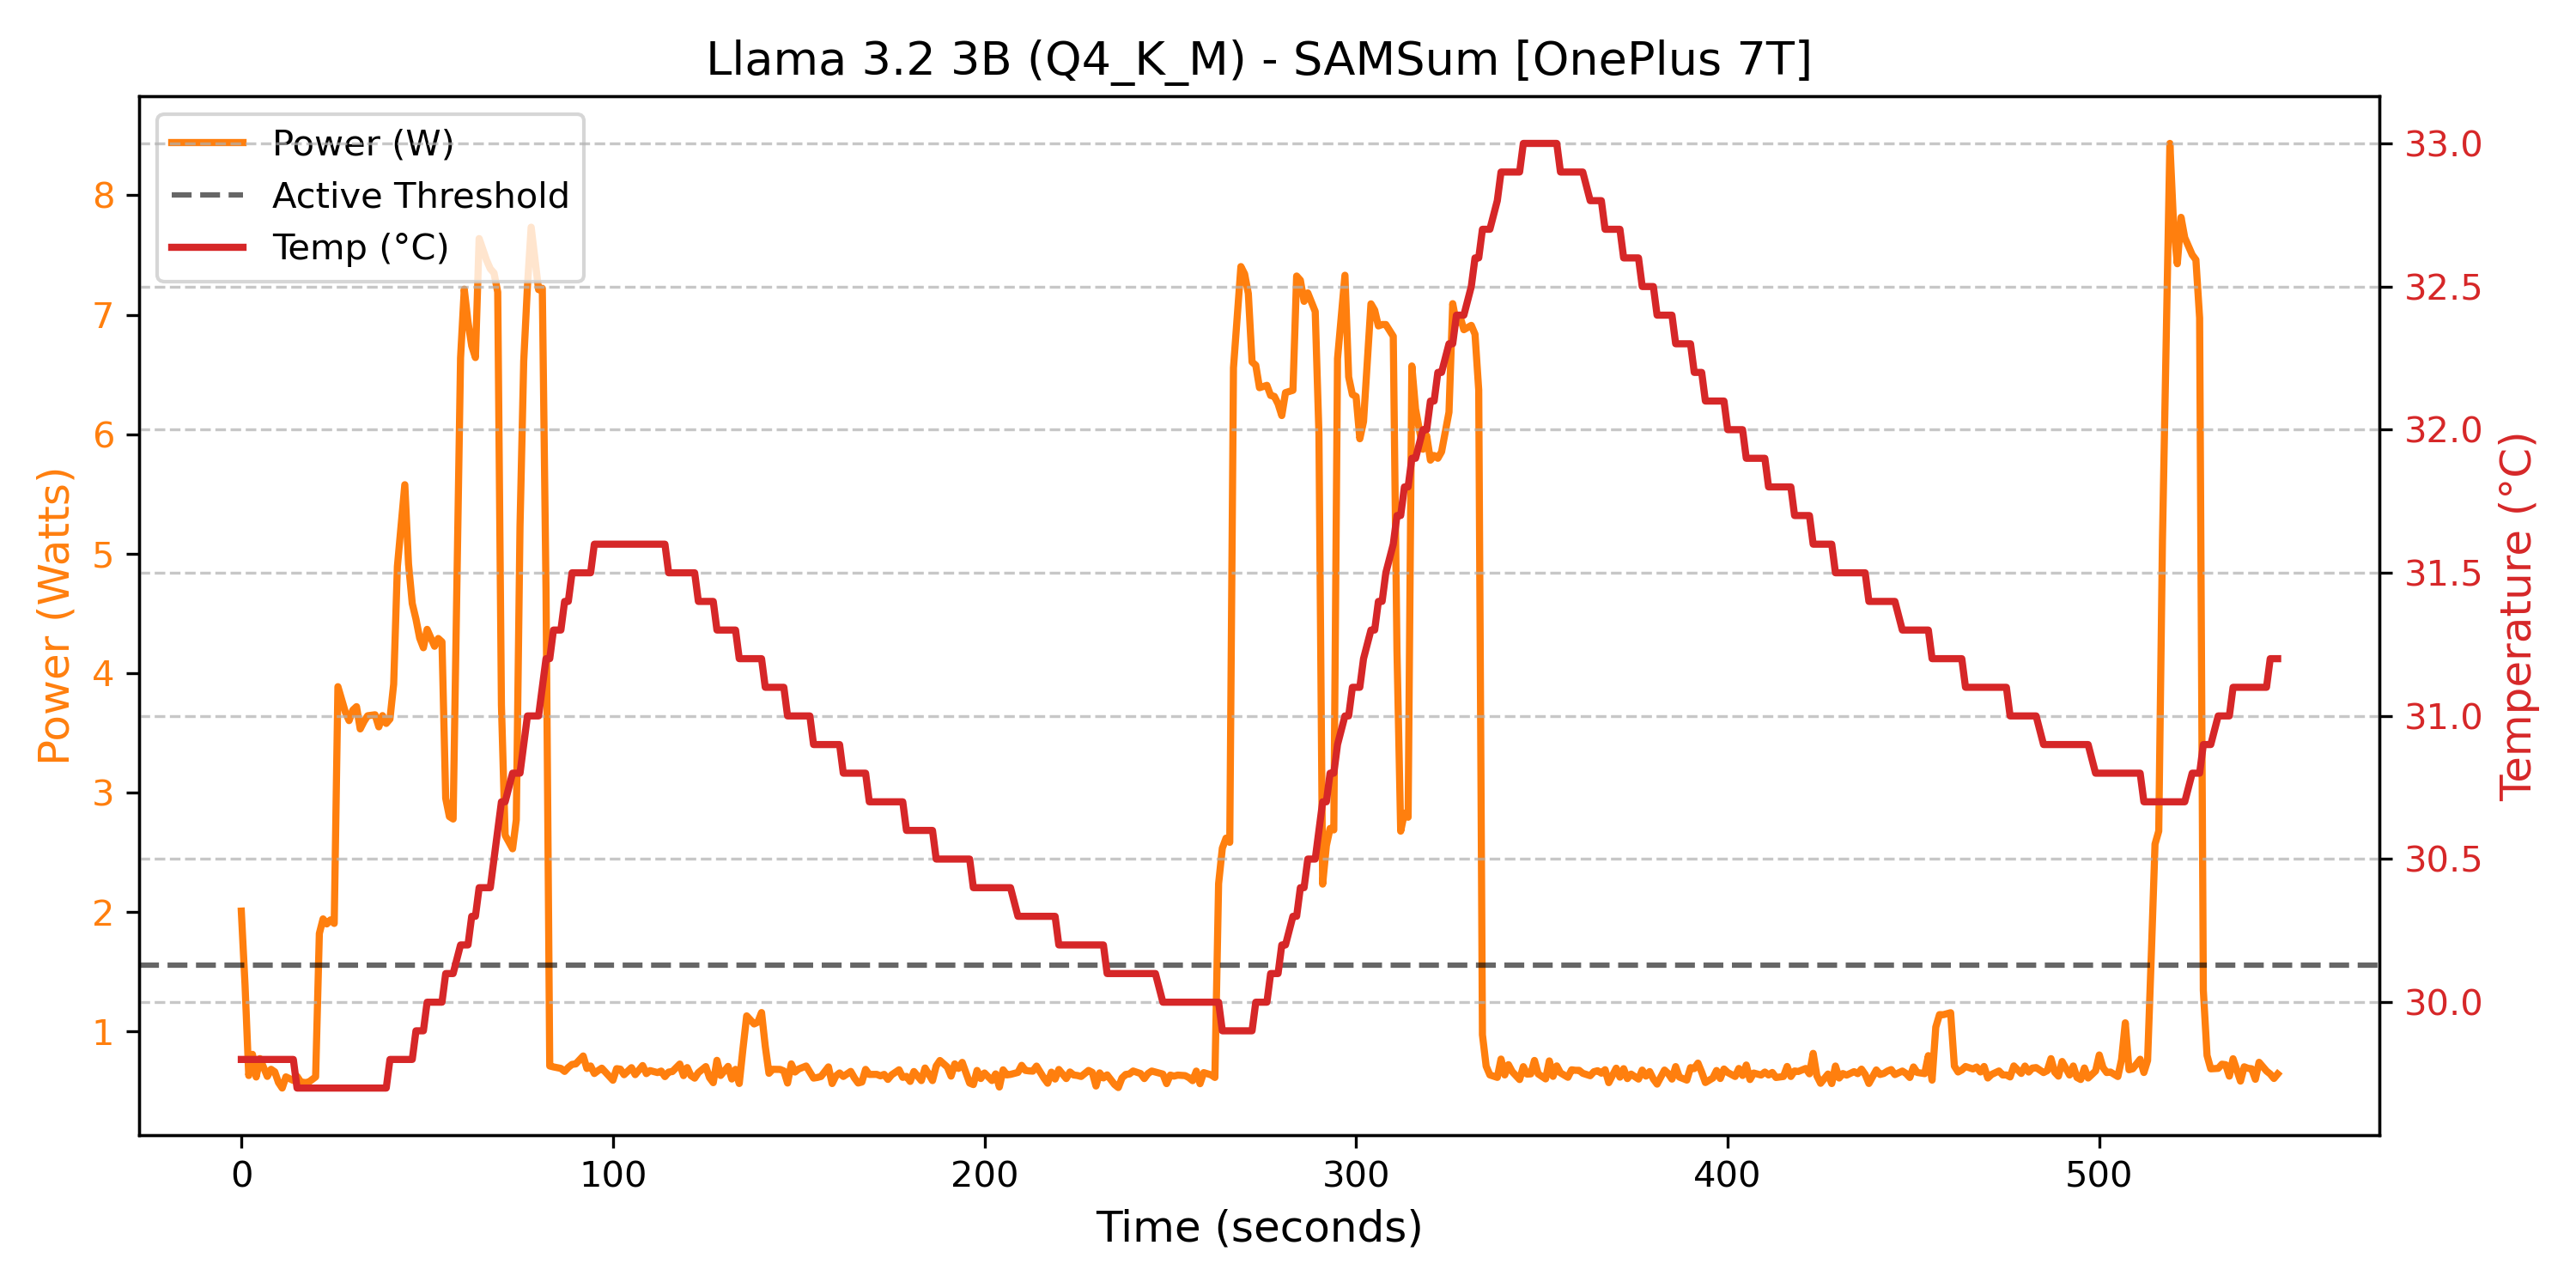 Llama 3.2 3B (Q4_K_M) - SAMSum [OnePlus 7T]
Power (W)
Active Threshold
Temp (°C)
8
7
6
5
4
3
2
1
Power (Watts)
33.0
32.5
32.0
31.5
31.0
30.5
30.0
Temperature (°C)
0 100 200 300 400 500
Time (seconds)